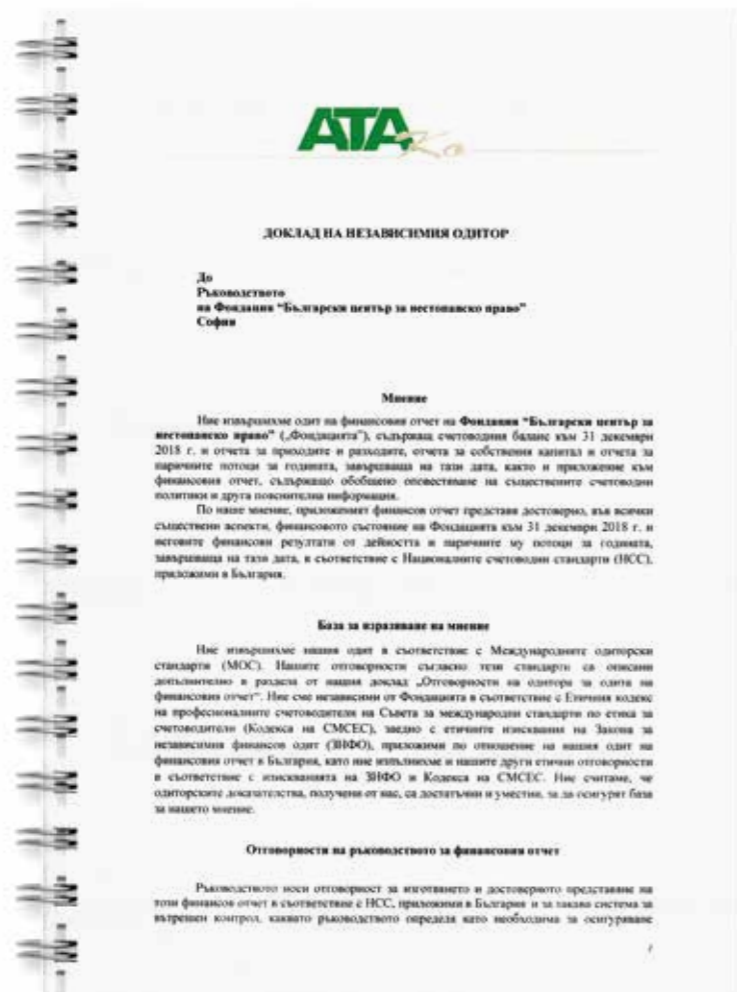 АТА Ко
ДОКЛАД НА НЕЗАВИСИМИЯ ОДИТОР
До
Ръководството
на Фондация “Български център за нестопанско право”
София
Мнение
Ние извършихме одит на финансовия отчет на Фондация “Български център за
нестопанско право” („Фондацията”), съдържащ счетоводния баланс към 31 декември
2018 г. и отчета за приходите и разходите, отчета за собствения капитал и отчета за
паричните потоци за годината, завършваща на тази дата, както и приложение към
финансовия отчет, съдържащо обобщено оповестяване на съществените счетоводни
политики и друга пояснителна информация.
По наше мнение, приложеният финансов отчет представя достоверно, във всички
съществени аспекти, финансовото състояние на Фондацията към 31 декември 2018 г. и
неговите финансови резултати от дейността и паричните му потоци за годината,
завършваща на тази дата, в съответствие с Националните счетоводни стандарти (НСС),
приложими в България.
База за изразяване на мнение
Ние извършихме нашия одит в съответствие с Международните одиторски
стандарти (МОС). Нашите отговорности съгласно тези стандарти са описани
допълнително в раздела от нашия доклад „Отговорности на одитора за одита на
финансовия отчет“. Ние сме независими от Фондацията в съответствие с Етичния кодекс
на професионалните счетоводители на Съвета за международни стандарти по етика за
счетоводители (Кодекса на СМСЕС), заедно с етичните изисквания на Закона за
независимия финансов одит (ЗНФО), приложими по отношение на нашия одит на
финансовия отчет в България, като ние изпълнихме и нашите други етични отговорности
в съответствие с изискванията на ЗНФО и Кодекса на СМСЕС. Ние считаме, че
одиторските доказателства, получени от нас, са достатъчни и уместни, за да осигурят база
за нашето мнение.
Отговорности на ръководството за финансовия отчет
Ръководството носи отговорност за изготвянето и достоверното представяне на
този финансов отчет в съответствие с НСС, приложими в България и за такава система за
вътрешен контрол, каквато ръководството определя като необходима за осигуряване
1